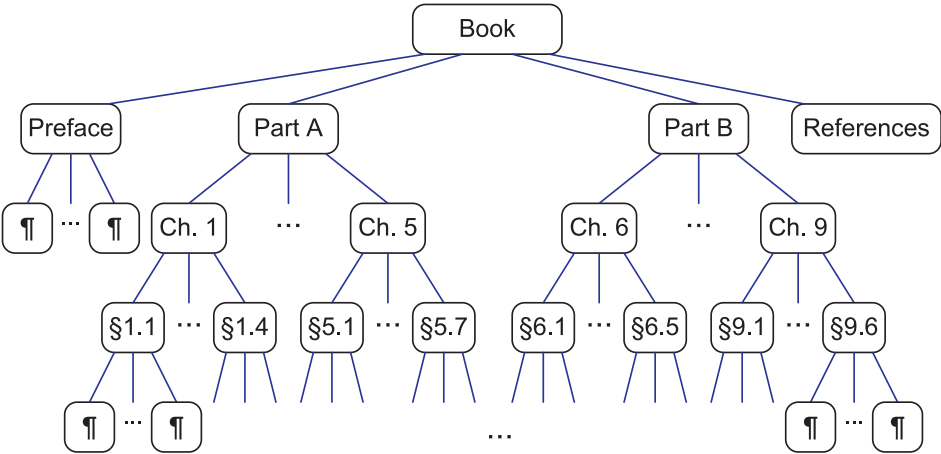 Book
Preface Part A Part B References
¶ ... ¶ Ch. 1 ... Ch. 5 Ch. 6 ... Ch. 9
§1.1 ... §1.4 §5.1 ... §5.7 §6.1 ... §6.5 §9.1 ... §9.6
¶ ... ¶ ... ¶ ... ¶